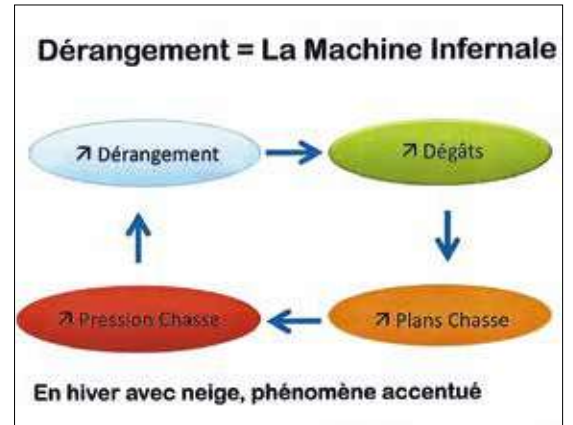 Dérangement = La Machine Infernale
↗ Dérangement
↗ Dégâts
↗ Pression Chasse
↗ Plans Chasse
En hiver avec neige, phénomène accentué